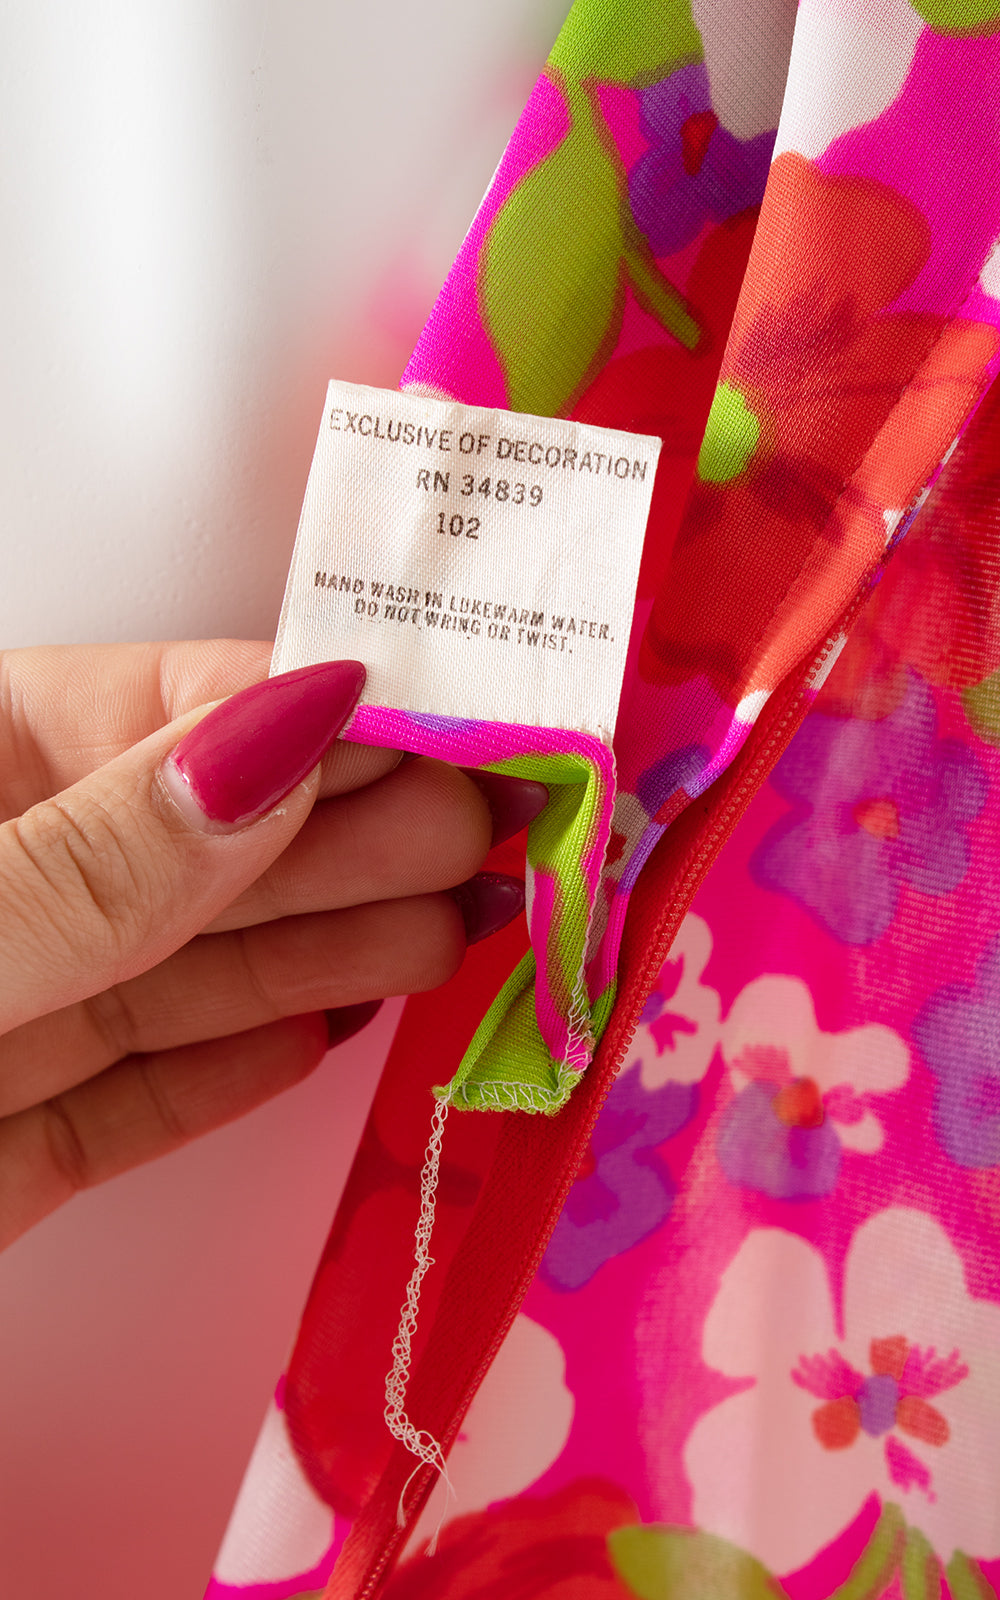 EXCLUSIVE OF DECORATION
RN 34839
102
HAND WASH IN LUKEWARM WATER.
DO NOT WRING OR TWIST.